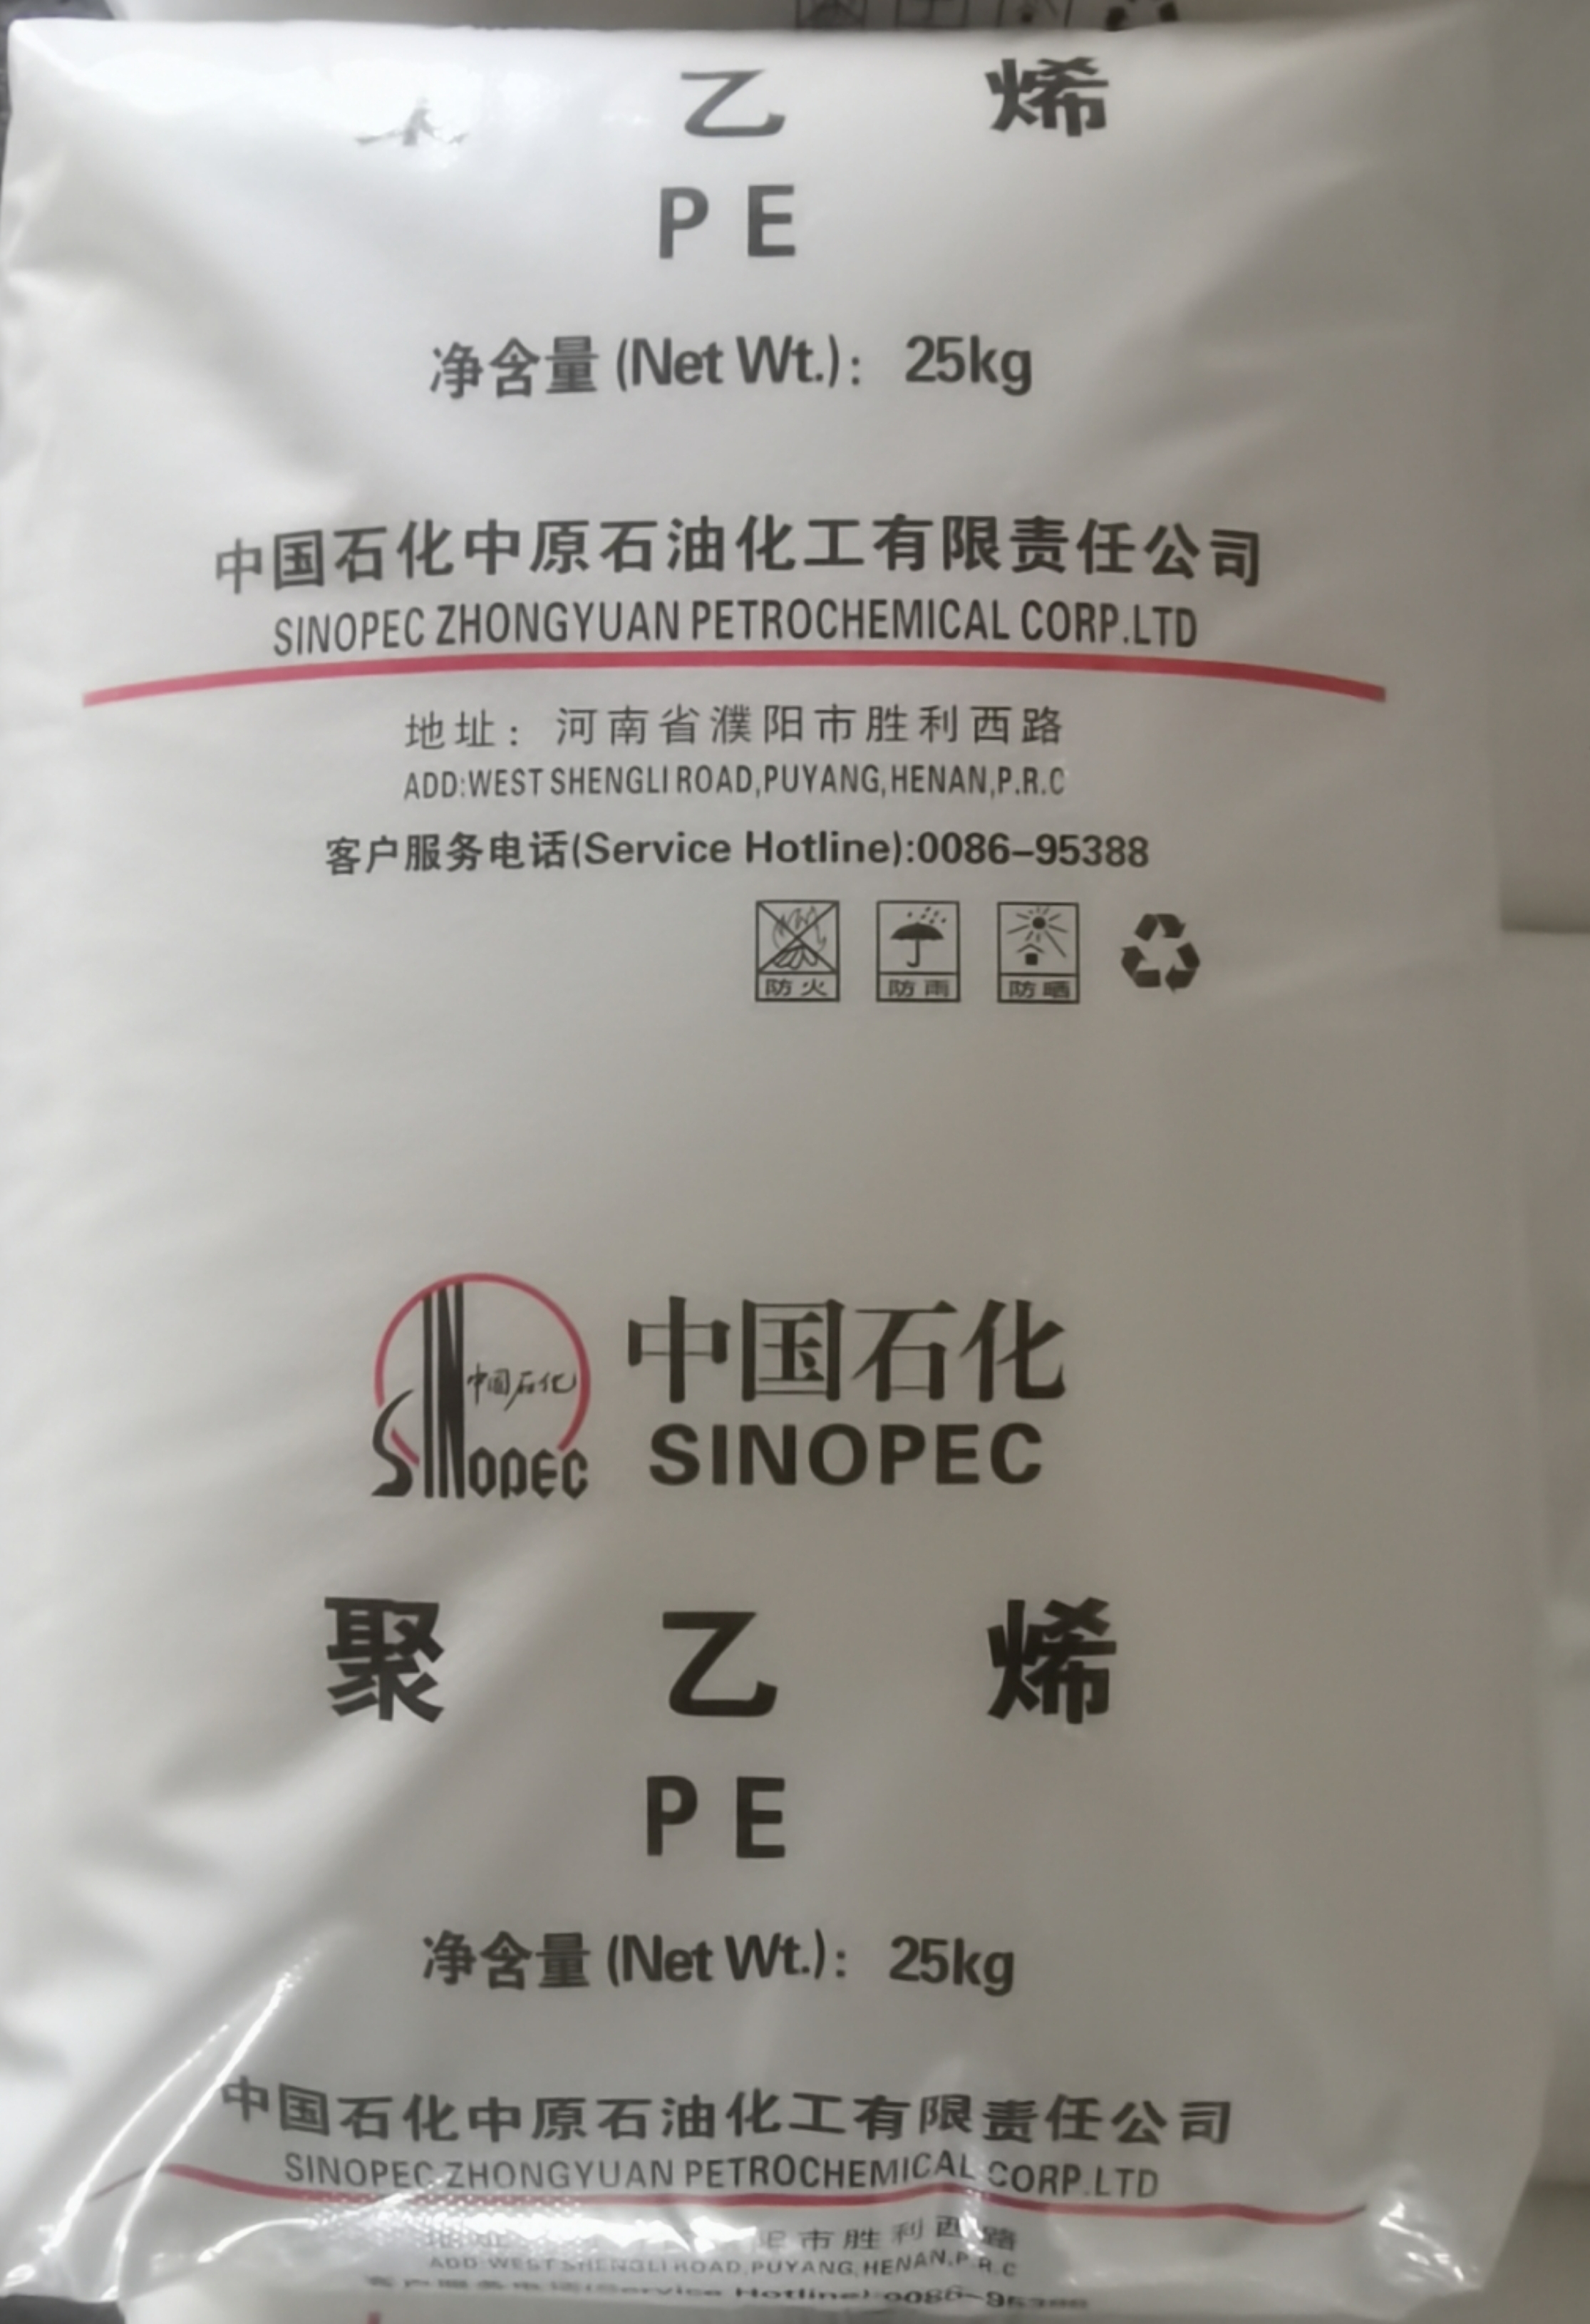 乙 烯
PE
净含量 (Net Wt.): 25kg
中国石化中原石油化工有限责任公司
SINOPEC ZHONGYUAN PETROCHEMICAL CORP.LTD
地址: 河南省濮阳市胜利西路
ADD:WEST SHENGLI ROAD,PUYANG,HENAN,P.R.C
客户服务电话(Service Hotline):0086-95388
防火 防雨 防晒
中国石化
SINOPEC
中国石化
SINOPEC
聚 乙 烯
PE
净含量 (Net Wt.): 25kg
中国石化中原石油化工有限责任公司
SINOPEC ZHONGYUAN PETROCHEMICAL CORP.LTD
市胜利西路
ADD:WEST SHENGLI ROAD,PUYANG,HENAN,P.R.C
(Service Hotline):0086-95388